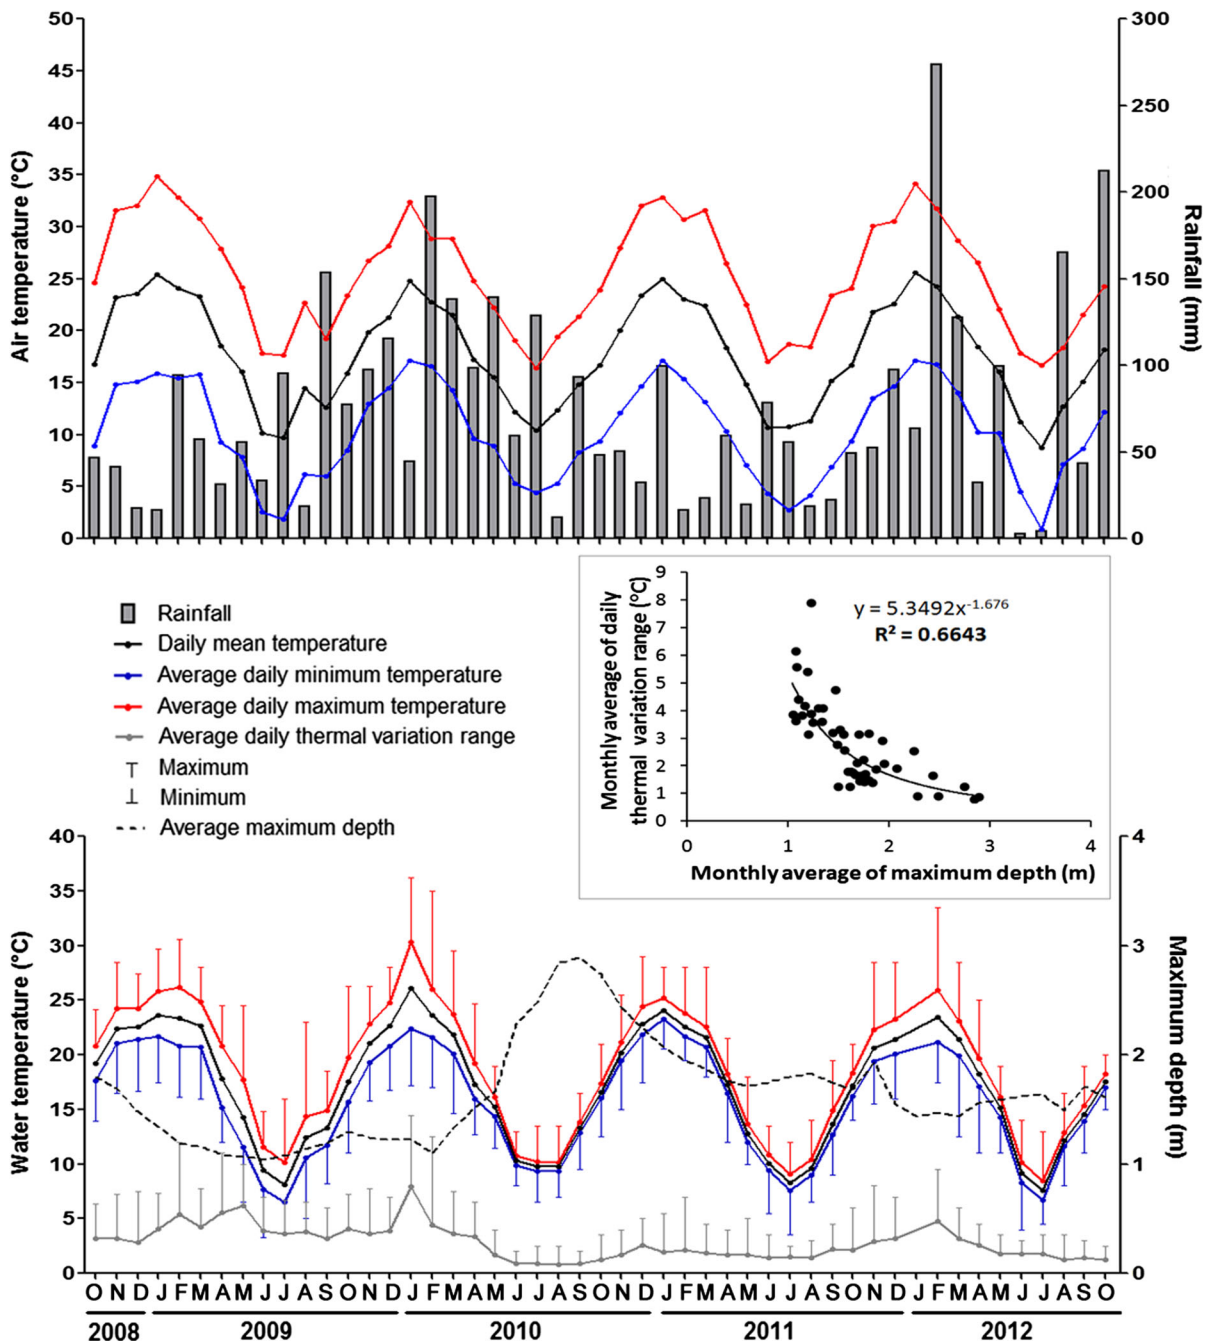 50
45
40
35
30
25
20
15
10
5
0
Air temperature (°C)
300
250
200
150
100
50
0
Rainfall (mm)
Rainfall
Daily mean temperature
Average daily minimum temperature
Average daily maximum temperature
Average daily thermal variation range
Maximum
Minimum
Average maximum depth
9
8
7
6
5
4
3
2
1
0
Monthly average of daily
thermal variation range (°C)
y = 5.3492x^-1.676
R² = 0.6643
0 1 2 3 4
Monthly average of maximum depth (m)
40
35
30
25
20
15
10
5
0
Water temperature (°C)
4
3
2
1
0
Maximum depth (m)
O N D J F M A M J J A S O N D J F M A M J J A S O N D J F M A M J J A S O N D J F M A M J J A S O
2008 2009 2010 2011 2012